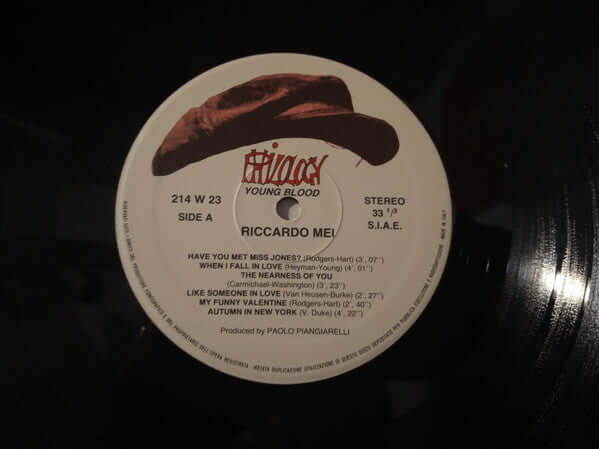 Philology
YOUNG BLOOD
214 W 23
SIDE A
STEREO
33 1/3
S.I.A.E.
RICCARDO MEI
HAVE YOU MET MISS JONES? (Rodgers-Hart) (3', 07'')
WHEN I FALL IN LOVE (Heyman-Young) (4', 01'')
THE NEARNESS OF YOU
(Carmichael-Washington) (3', 23'')
LIKE SOMEONE IN LOVE (Van Heusen-Burke) (2', 27'')
MY FUNNY VALENTINE (Rodgers-Hart) (2', 40'')
AUTUMN IN NEW YORK (V. Duke) (4', 22'')
Produced by PAOLO PIANGIARELLI
MADE IN ITALY